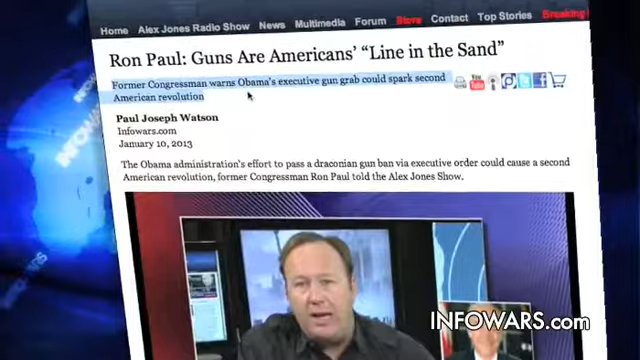 Home Alex Jones Radio Show News Multimedia Forum Store Contact Top Stories Breaking
Ron Paul: Guns Are Americans’ “Line in the Sand”
Former Congressman warns Obama’s executive gun grab could spark second
American revolution
You
Tube
Paul Joseph Watson
Infowars.com
January 10, 2013
The Obama administration’s effort to pass a draconian gun ban via executive order could cause a second
American revolution, former Congressman Ron Paul told the Alex Jones Show.
INFOWARS.com